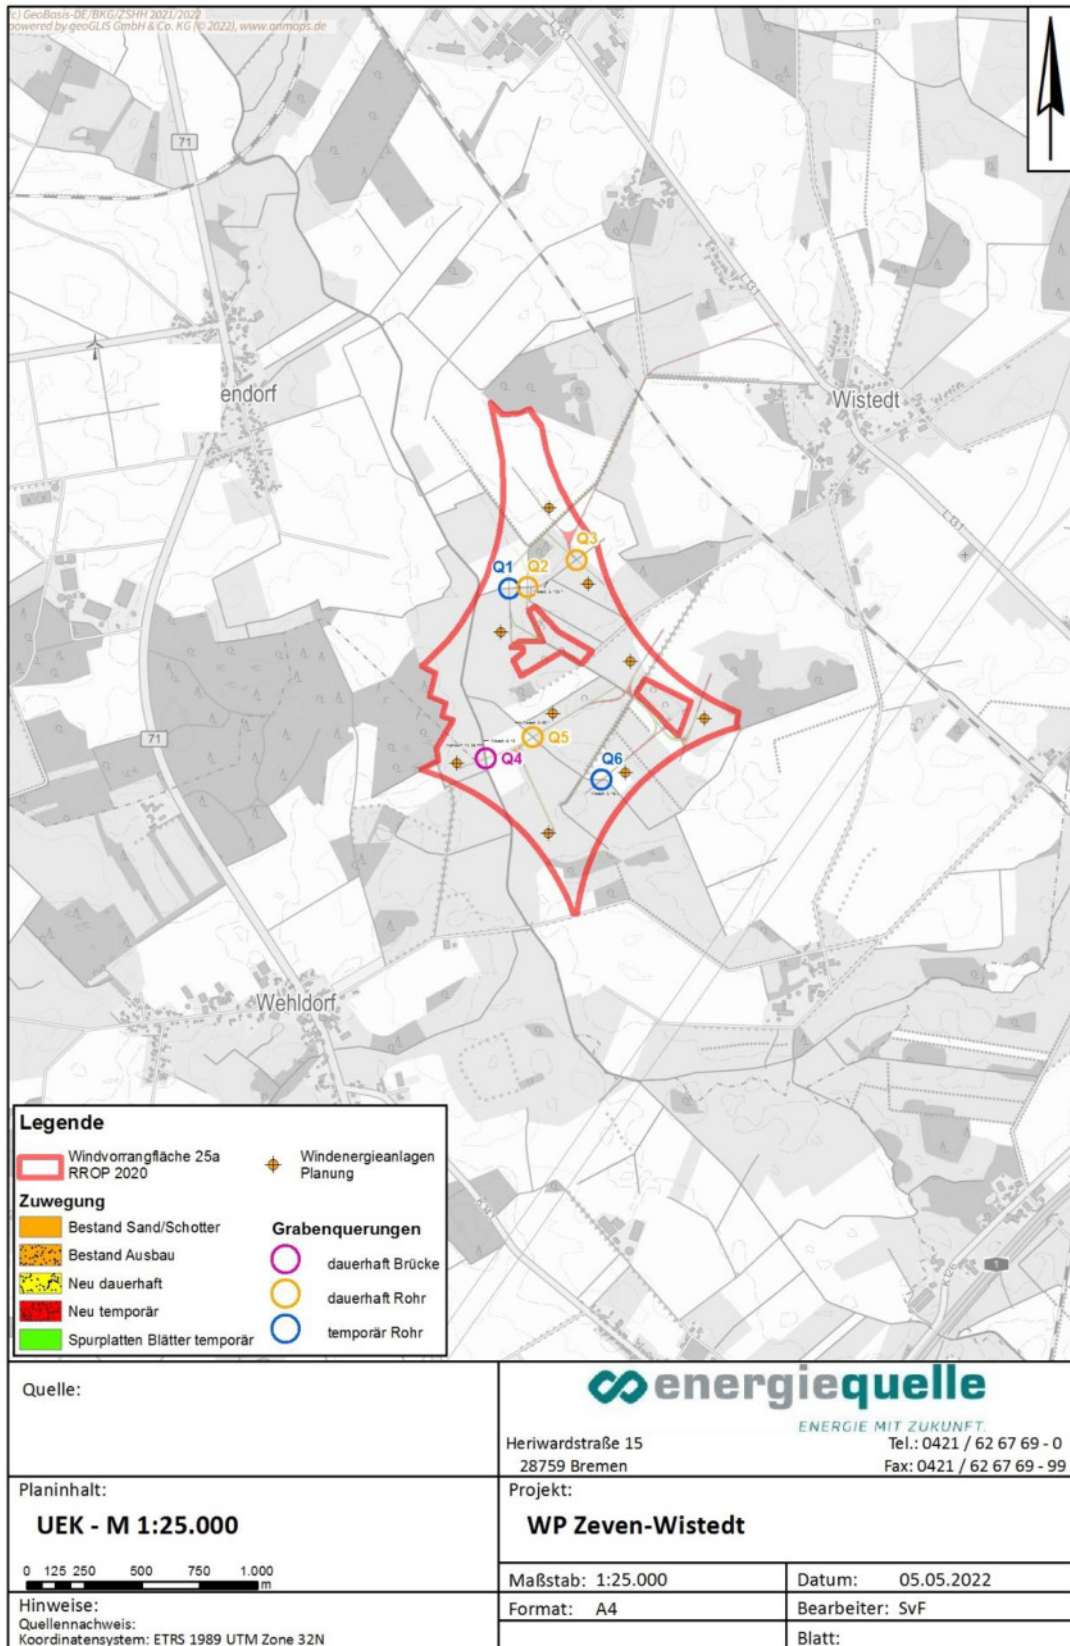 (c) GeoBasis-DE/BKG/ZSHH 2021/2022
powered by geoGLIS GmbH & Co. KG (© 2022), www.onmaps.de
71
L131
endorf
Wistedt
L131
Q3
Q1
Q2
71
Q5
Q4
Q6
Wehldorf
K126
1
Legende
Windvorrangfläche 25a
RROP 2020
Windenergieanlagen
Planung
Zuwegung
Bestand Sand/Schotter
Bestand Ausbau
Neu dauerhaft
Neu temporär
Spurplatten Blätter temporär
Grabenquerungen
dauerhaft Brücke
dauerhaft Rohr
temporär Rohr
Quelle:
energiequelle
ENERGIE MIT ZUKUNFT.
Heriwardstraße 15
28759 Bremen
Tel.: 0421 / 62 67 69 - 0
Fax: 0421 / 62 67 69 - 99
Planinhalt:
UEK - M 1:25.000
0 125 250 500 750 1.000
m
Projekt:
WP Zeven-Wistedt
Maßstab: 1:25.000
Datum: 05.05.2022
Format: A4
Bearbeiter: SvF
Blatt:
Hinweise:
Quellennachweis:
Koordinatensystem: ETRS 1989 UTM Zone 32N